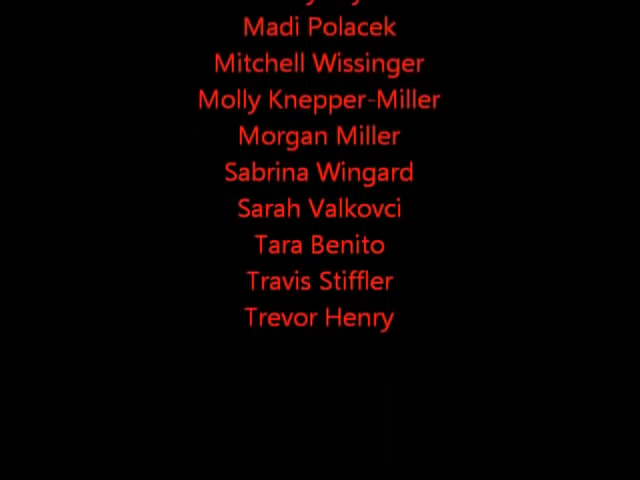 Madi Polacek
Mitchell Wissinger
Molly Knepper-Miller
Morgan Miller
Sabrina Wingard
Sarah Valkovci
Tara Benito
Travis Stiffler
Trevor Henry